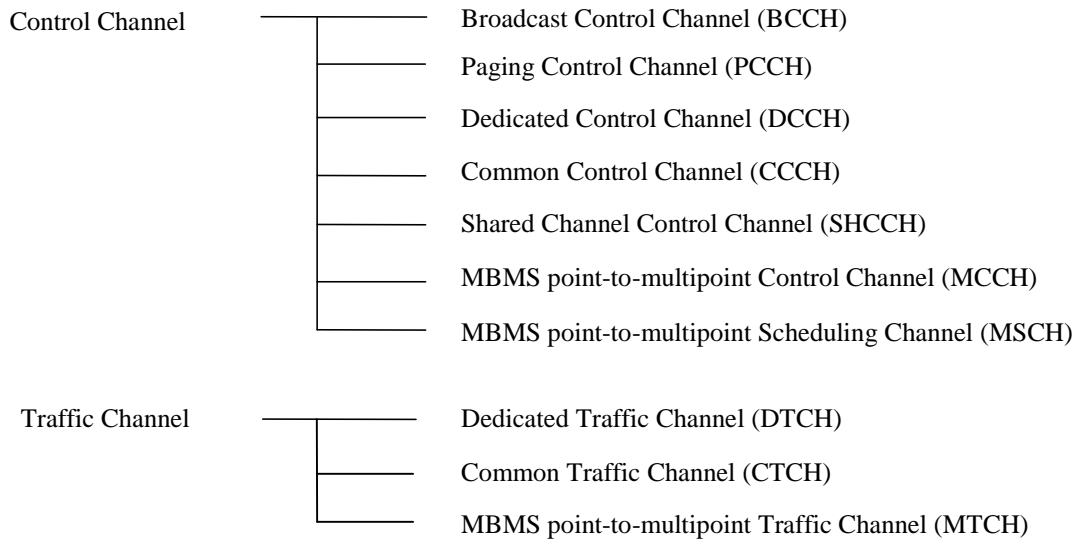 Control Channel
Broadcast Control Channel (BCCH)
Paging Control Channel (PCCH)
Dedicated Control Channel (DCCH)
Common Control Channel (CCCH)
Shared Channel Control Channel (SHCCH)
MBMS point-to-multipoint Control Channel (MCCH)
MBMS point-to-multipoint Scheduling Channel (MSCH)
Traffic Channel
Dedicated Traffic Channel (DTCH)
Common Traffic Channel (CTCH)
MBMS point-to-multipoint Traffic Channel (MTCH)